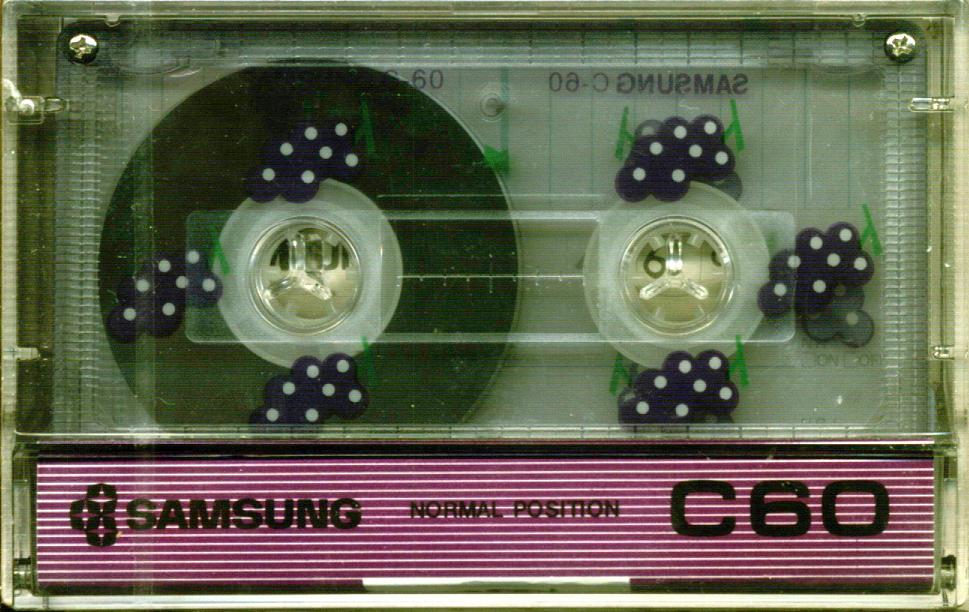 SAMSUNG C-60
SAMSUNG
NORMAL POSITION
C60